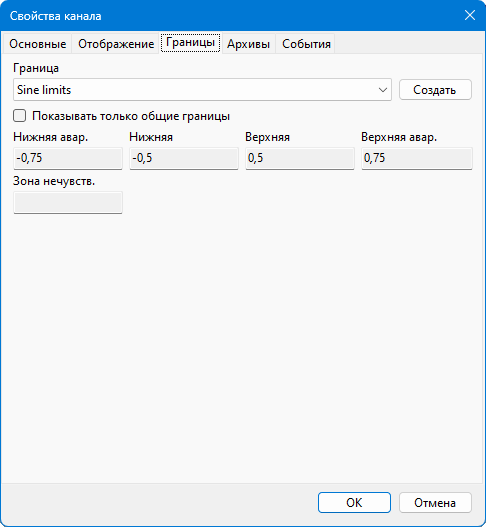 Свойства канала
Основные Отображение Границы Архивы События
Граница
Sine limits Создать
Показывать только общие границы
Нижняя авар. Нижняя Верхняя Верхняя авар.
-0,75 -0,5 0,5 0,75
Зона нечувств.
ОК Отмена